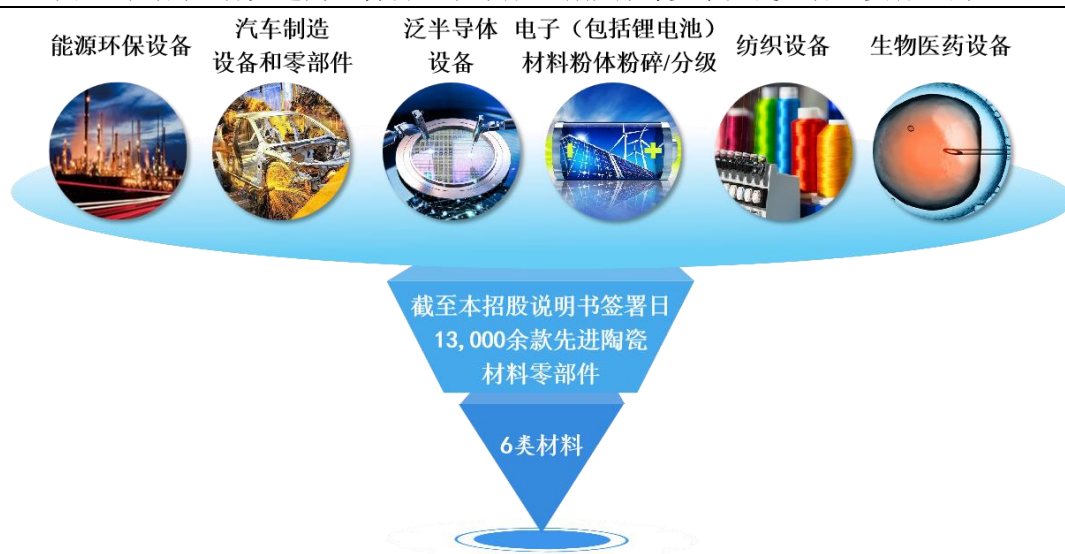 能源环保设备
汽车制造
设备和零部件
泛半导体
设备
电子（包括锂电池）
材料粉体粉碎/分级
纺织设备
生物医药设备
截至本招股说明书签署日
13,000余款先进陶瓷
材料零部件
6类材料